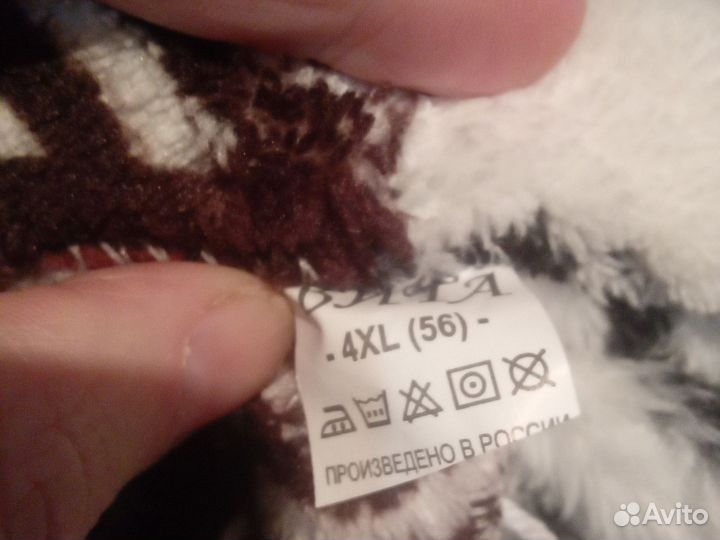 . 4XL (56) -
ПРОИЗВЕДЕНО В РОССИИ
Avito